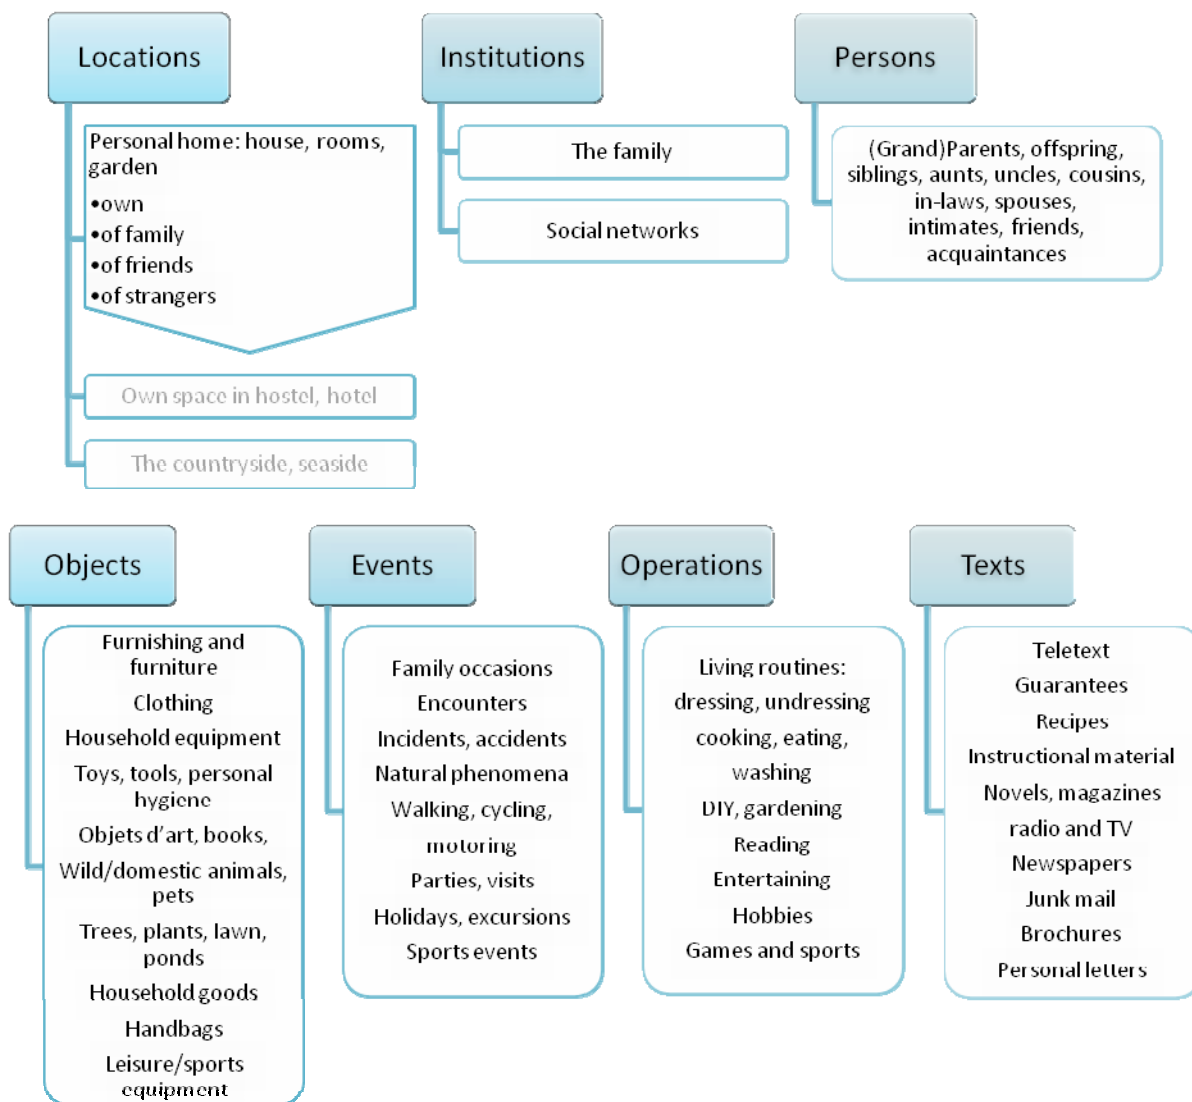 Locations
Personal home: house, rooms,
garden
•own
•of family
•of friends
•of strangers
Own space in hostel, hotel
The countryside, seaside
Institutions
The family
Social networks
Persons
(Grand)Parents, offspring,
siblings, aunts, uncles, cousins,
in-laws, spouses,
intimates, friends,
acquaintances
Objects
Furnishing and
furniture
Clothing
Household equipment
Toys, tools, personal
hygiene
Objets d'art, books,
Wild/domestic animals,
pets
Trees, plants, lawn,
ponds
Household goods
Handbags
Leisure/sports
equipment
Events
Family occasions
Encounters
Incidents, accidents
Natural phenomena
Walking, cycling,
motoring
Parties, visits
Holidays, excursions
Sports events
Operations
Living routines:
dressing, undressing
cooking, eating,
washing
DIY, gardening
Reading
Entertaining
Hobbies
Games and sports
Texts
Teletext
Guarantees
Recipes
Instructional material
Novels, magazines
radio and TV
Newspapers
Junk mail
Brochures
Personal letters